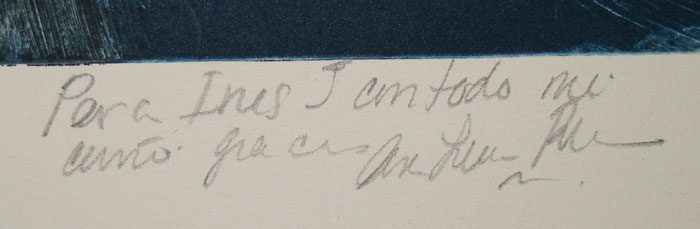 Para Ines J con todo mi
cariño gracias